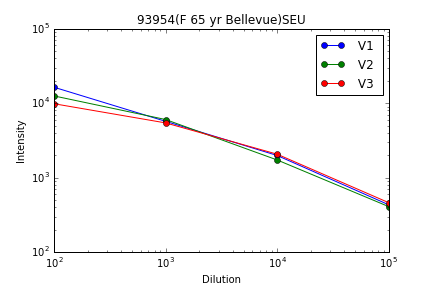 93954(F 65 yr Bellevue)SEU
10^5
10^4
10^3
10^2
Intensity
V1
V2
V3
10^2 10^3 10^4 10^5
Dilution